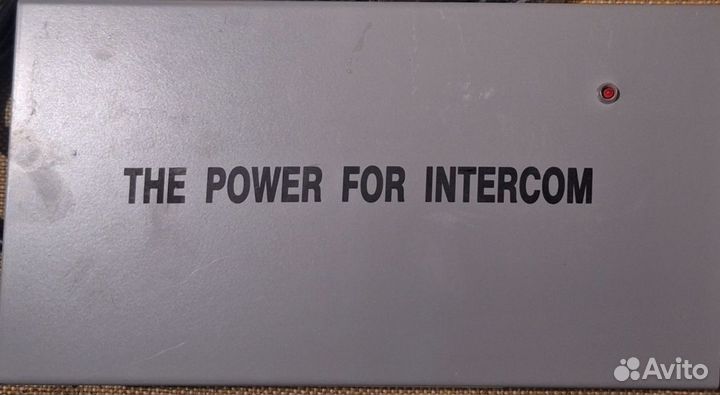 THE POWER FOR INTERCOM
Avito